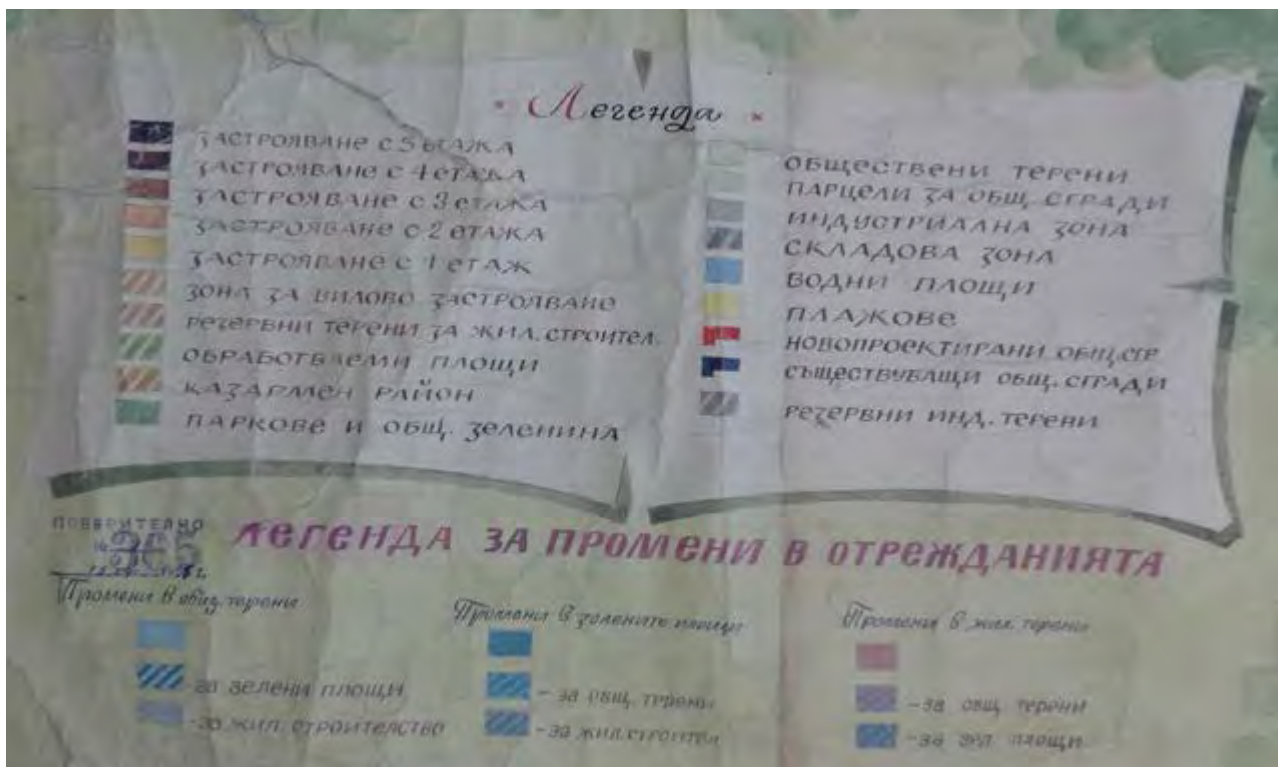 Легенда
ЗАСТРОЯВАНЕ С 5 ЕТАЖА
ЗАСТРОЯВАНЕ С 4 ЕТАЖА
ЗАСТРОЯВАНЕ С 3 ЕТАЖА
ЗАСТРОЯВАНЕ С 2 ЕТАЖА
ЗАСТРОЯВАНЕ С 1 ЕТАЖ
ЗОНА ЗА ВИЛОВО ЗАСТРОЯВАНЕ
РЕЗЕРВНИ ТЕРЕНИ ЗА ЖИЛ. СТРОИТЕЛ.
ОБРАБОТВАЕМИ ПЛОЩИ
КАЗАРМЕН РАЙОН
ПАРКОВЕ И ОБЩ. ЗЕЛЕНИНА
ОБЩЕСТВЕНИ ТЕРЕНИ
ПАРЦЕЛИ ЗА ОБЩ. СГРАДИ
ИНДУСТРИАЛНА ЗОНА
СКЛАДОВА ЗОНА
ВОДНИ ПЛОЩИ
ПЛАЖОВЕ
НОВОПРОЕКТИРАНИ ОБЩ. СГР.
СЪЩЕСТВУВАЩИ ОБЩ. СГРАДИ
РЕЗЕРВНИ ИНД. ТЕРЕНИ
ПОВЕРИТЕЛНО
ЛЕГЕНДА ЗА ПРОМЕНИ В ОТРЕЖДАНИЯТА
Промени в общ. терени
за зелени площи
- за жил. строителство
Промени в зелените площи
- за общ. терени
- за жил. строител
Промени в жил. терени
- за общ. терени
- за зел. площи